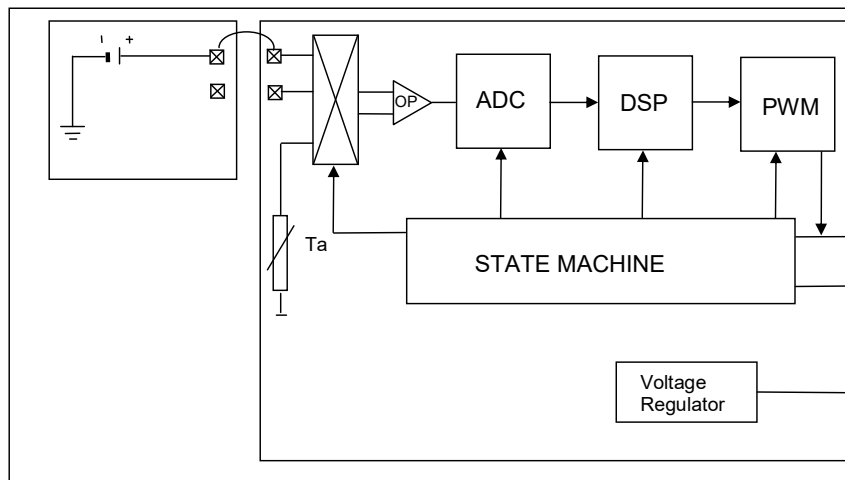 - +
OP
ADC
DSP
PWM
Ta
STATE MACHINE
Voltage
Regulator